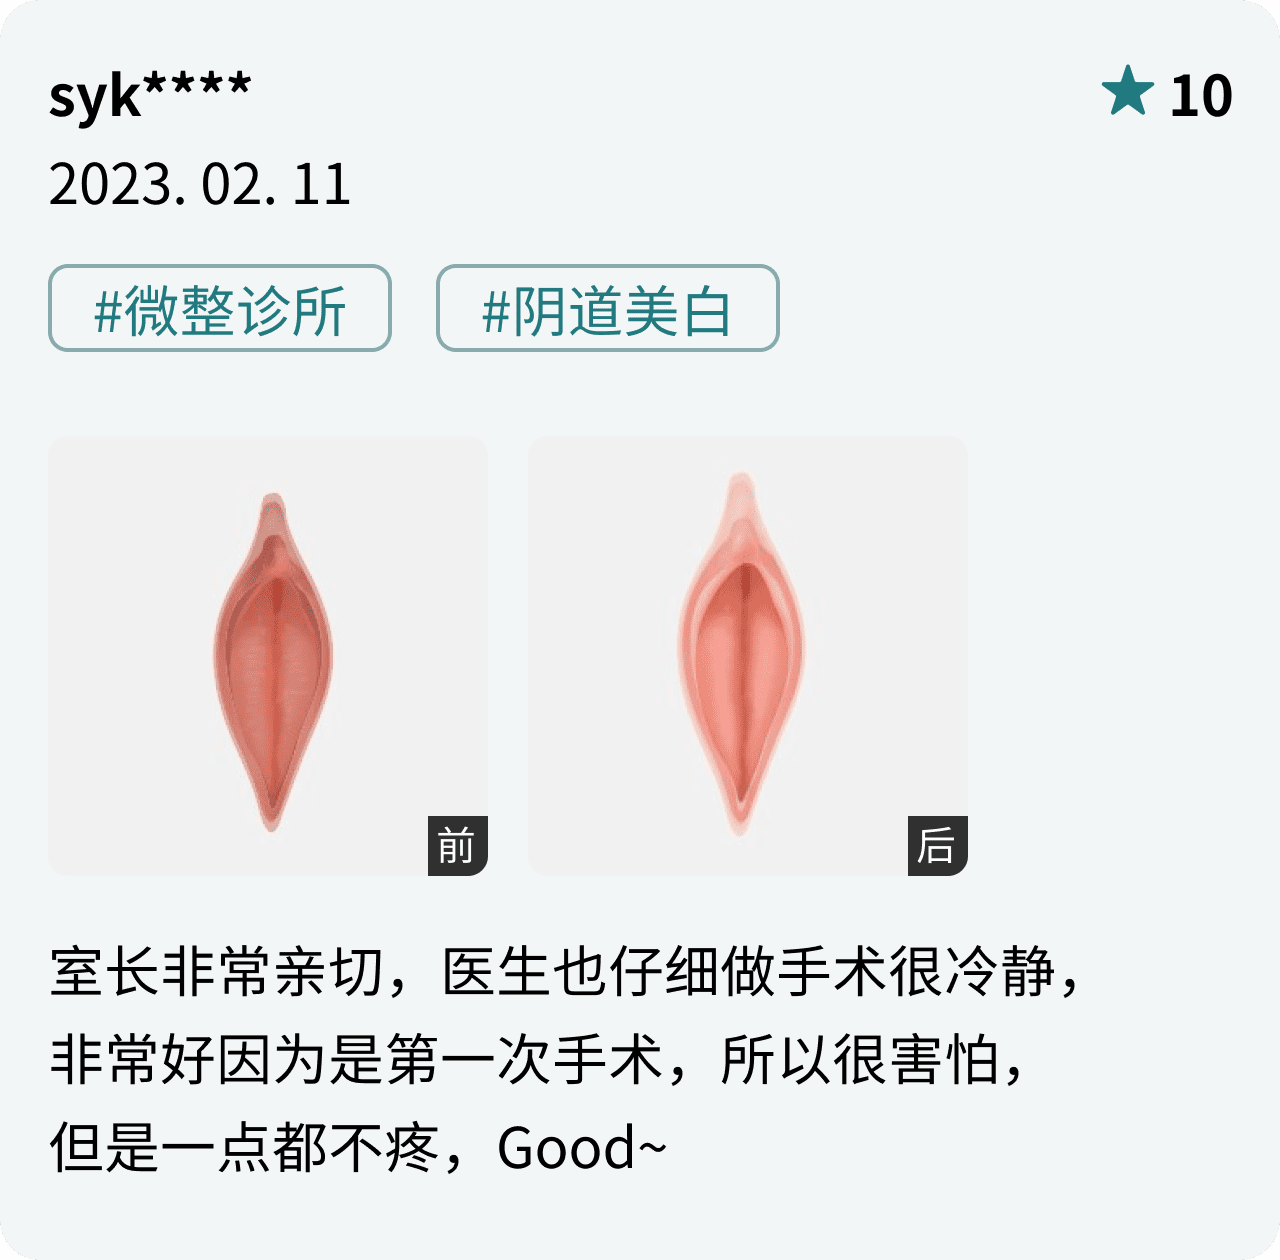 syk****
★ 10
2023. 02. 11
#微整诊所
#阴道美白
前
后
室长非常亲切，医生也仔细做手术很冷静，
非常好因为是第一次手术，所以很害怕，
但是一点都不疼，Good~